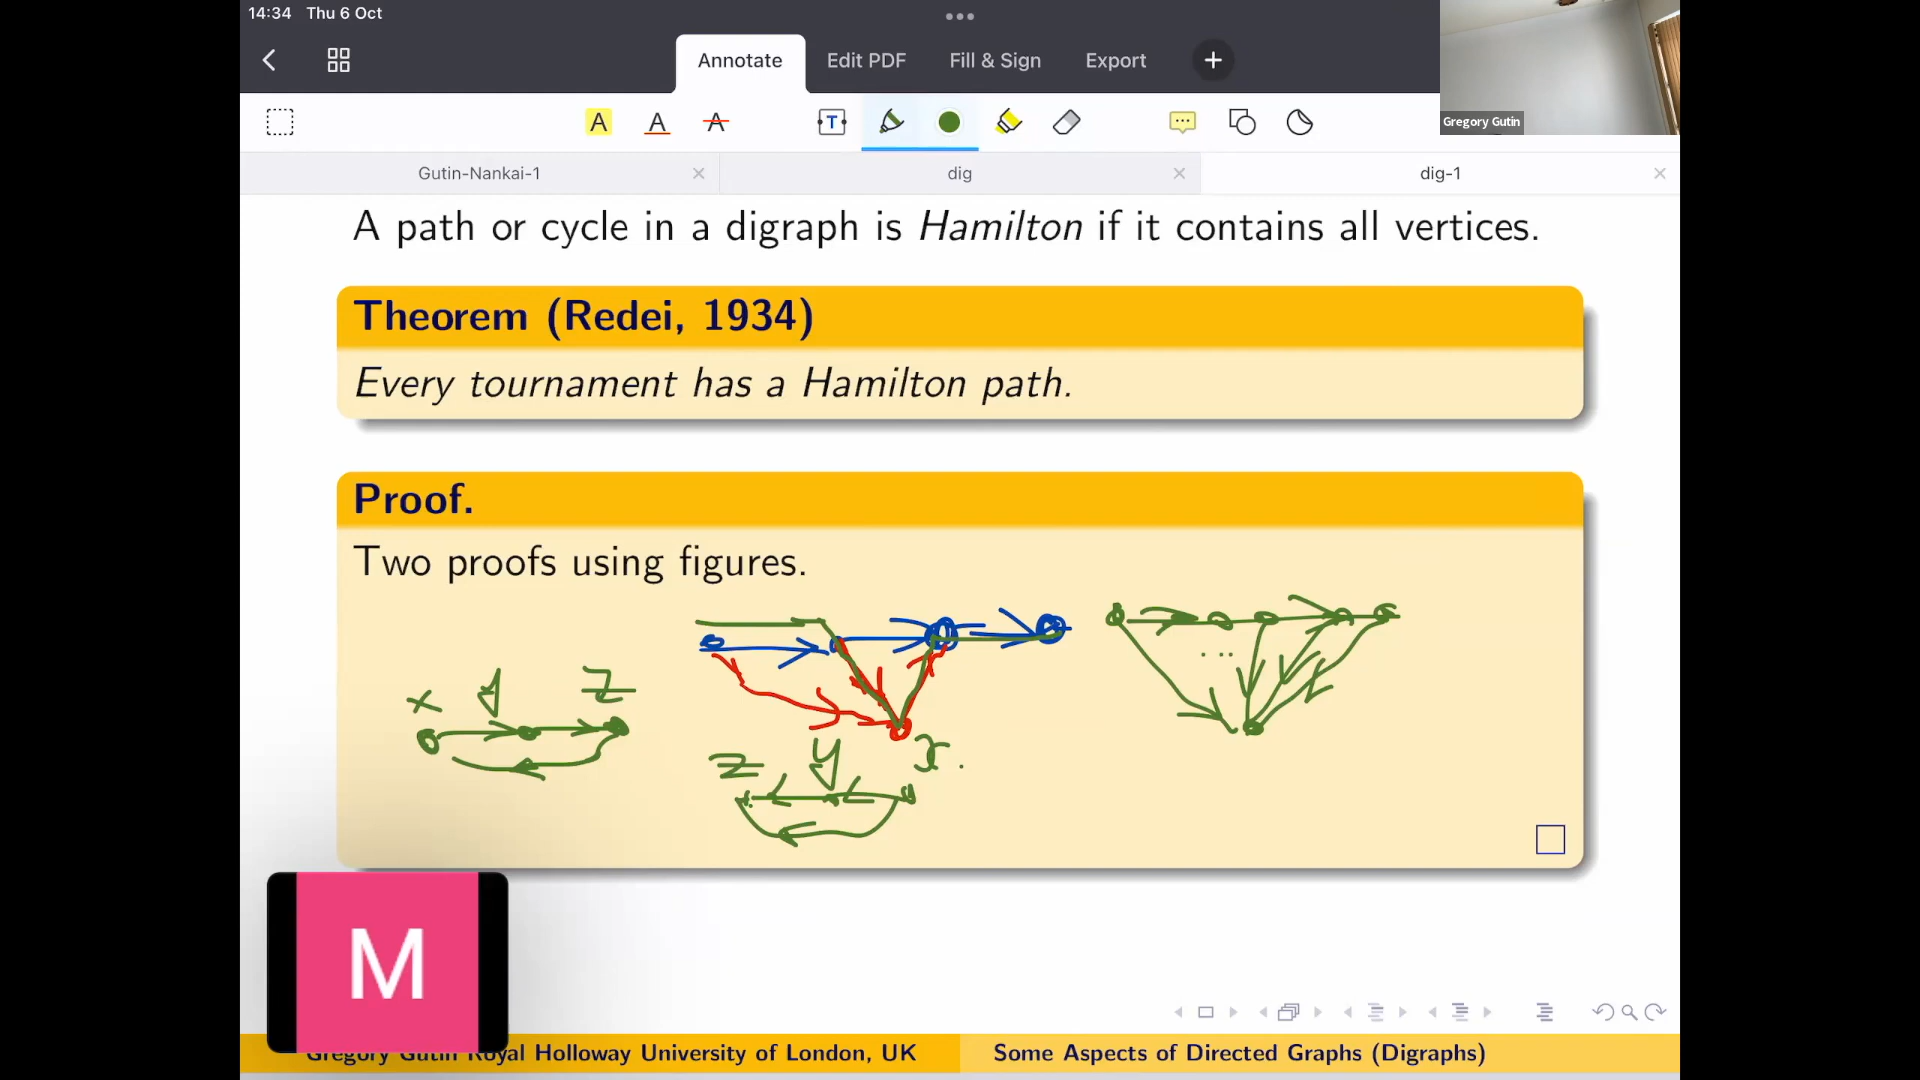 14:34 Thu 6 Oct
Annotate Edit PDF Fill & Sign Export
Gregory Gutin
A A A T
Gutin-Nankai-1 dig dig-1
A path or cycle in a digraph is Hamilton if it contains all vertices.
Theorem (Redei, 1934)
Every tournament has a Hamilton path.
Proof.
Two proofs using figures.
x y z
z y x.
M
Gregory Gutin Royal Holloway University of London, UK
Some Aspects of Directed Graphs (Digraphs)